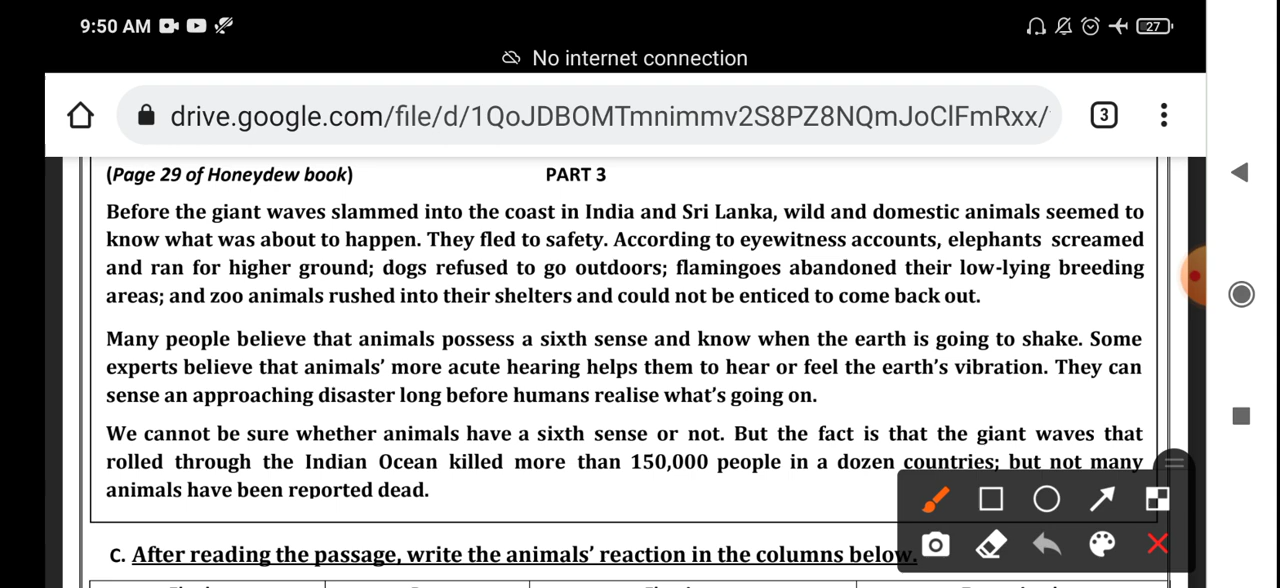 9:50 AM
27
No internet connection
drive.google.com/file/d/1QoJDBOMTmnimmv2S8PZ8NQmJoClFmRxx/
3
(Page 29 of Honeydew book) PART 3
Before the giant waves slammed into the coast in India and Sri Lanka, wild and domestic animals seemed to
know what was about to happen. They fled to safety. According to eyewitness accounts, elephants screamed
and ran for higher ground; dogs refused to go outdoors; flamingoes abandoned their low-lying breeding
areas; and zoo animals rushed into their shelters and could not be enticed to come back out.
Many people believe that animals possess a sixth sense and know when the earth is going to shake. Some
experts believe that animals’ more acute hearing helps them to hear or feel the earth’s vibration. They can
sense an approaching disaster long before humans realise what’s going on.
We cannot be sure whether animals have a sixth sense or not. But the fact is that the giant waves that
rolled through the Indian Ocean killed more than 150,000 people in a dozen countries; but not many
animals have been reported dead.
C. After reading the passage, write the animals’ reaction in the columns below.